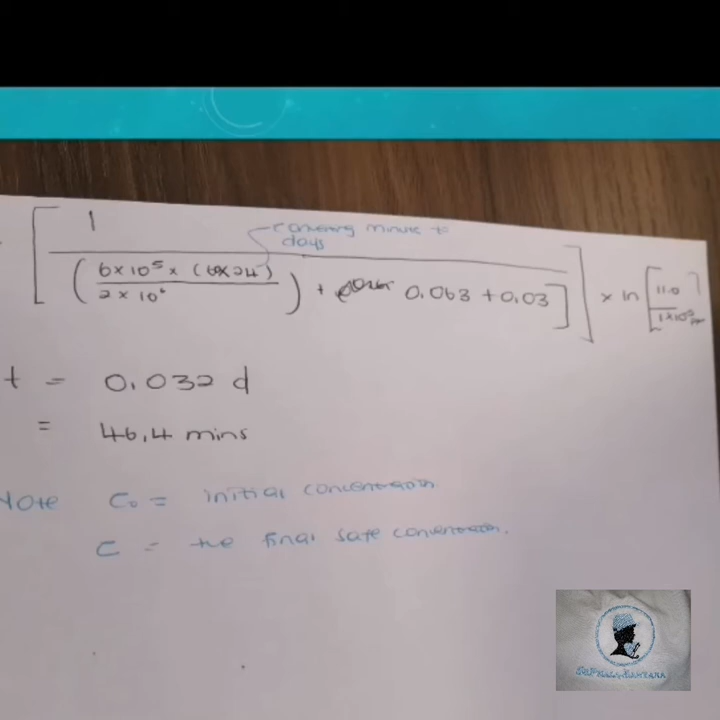 1
converting minute to
days
6×10⁵ × (60×24)
2 × 10⁶
+ 0.063 + 0.03
× ln
11.0
t = 0.032 d
= 46.4 mins
Note C₀ = initial concentration
C = the final safe concentration.